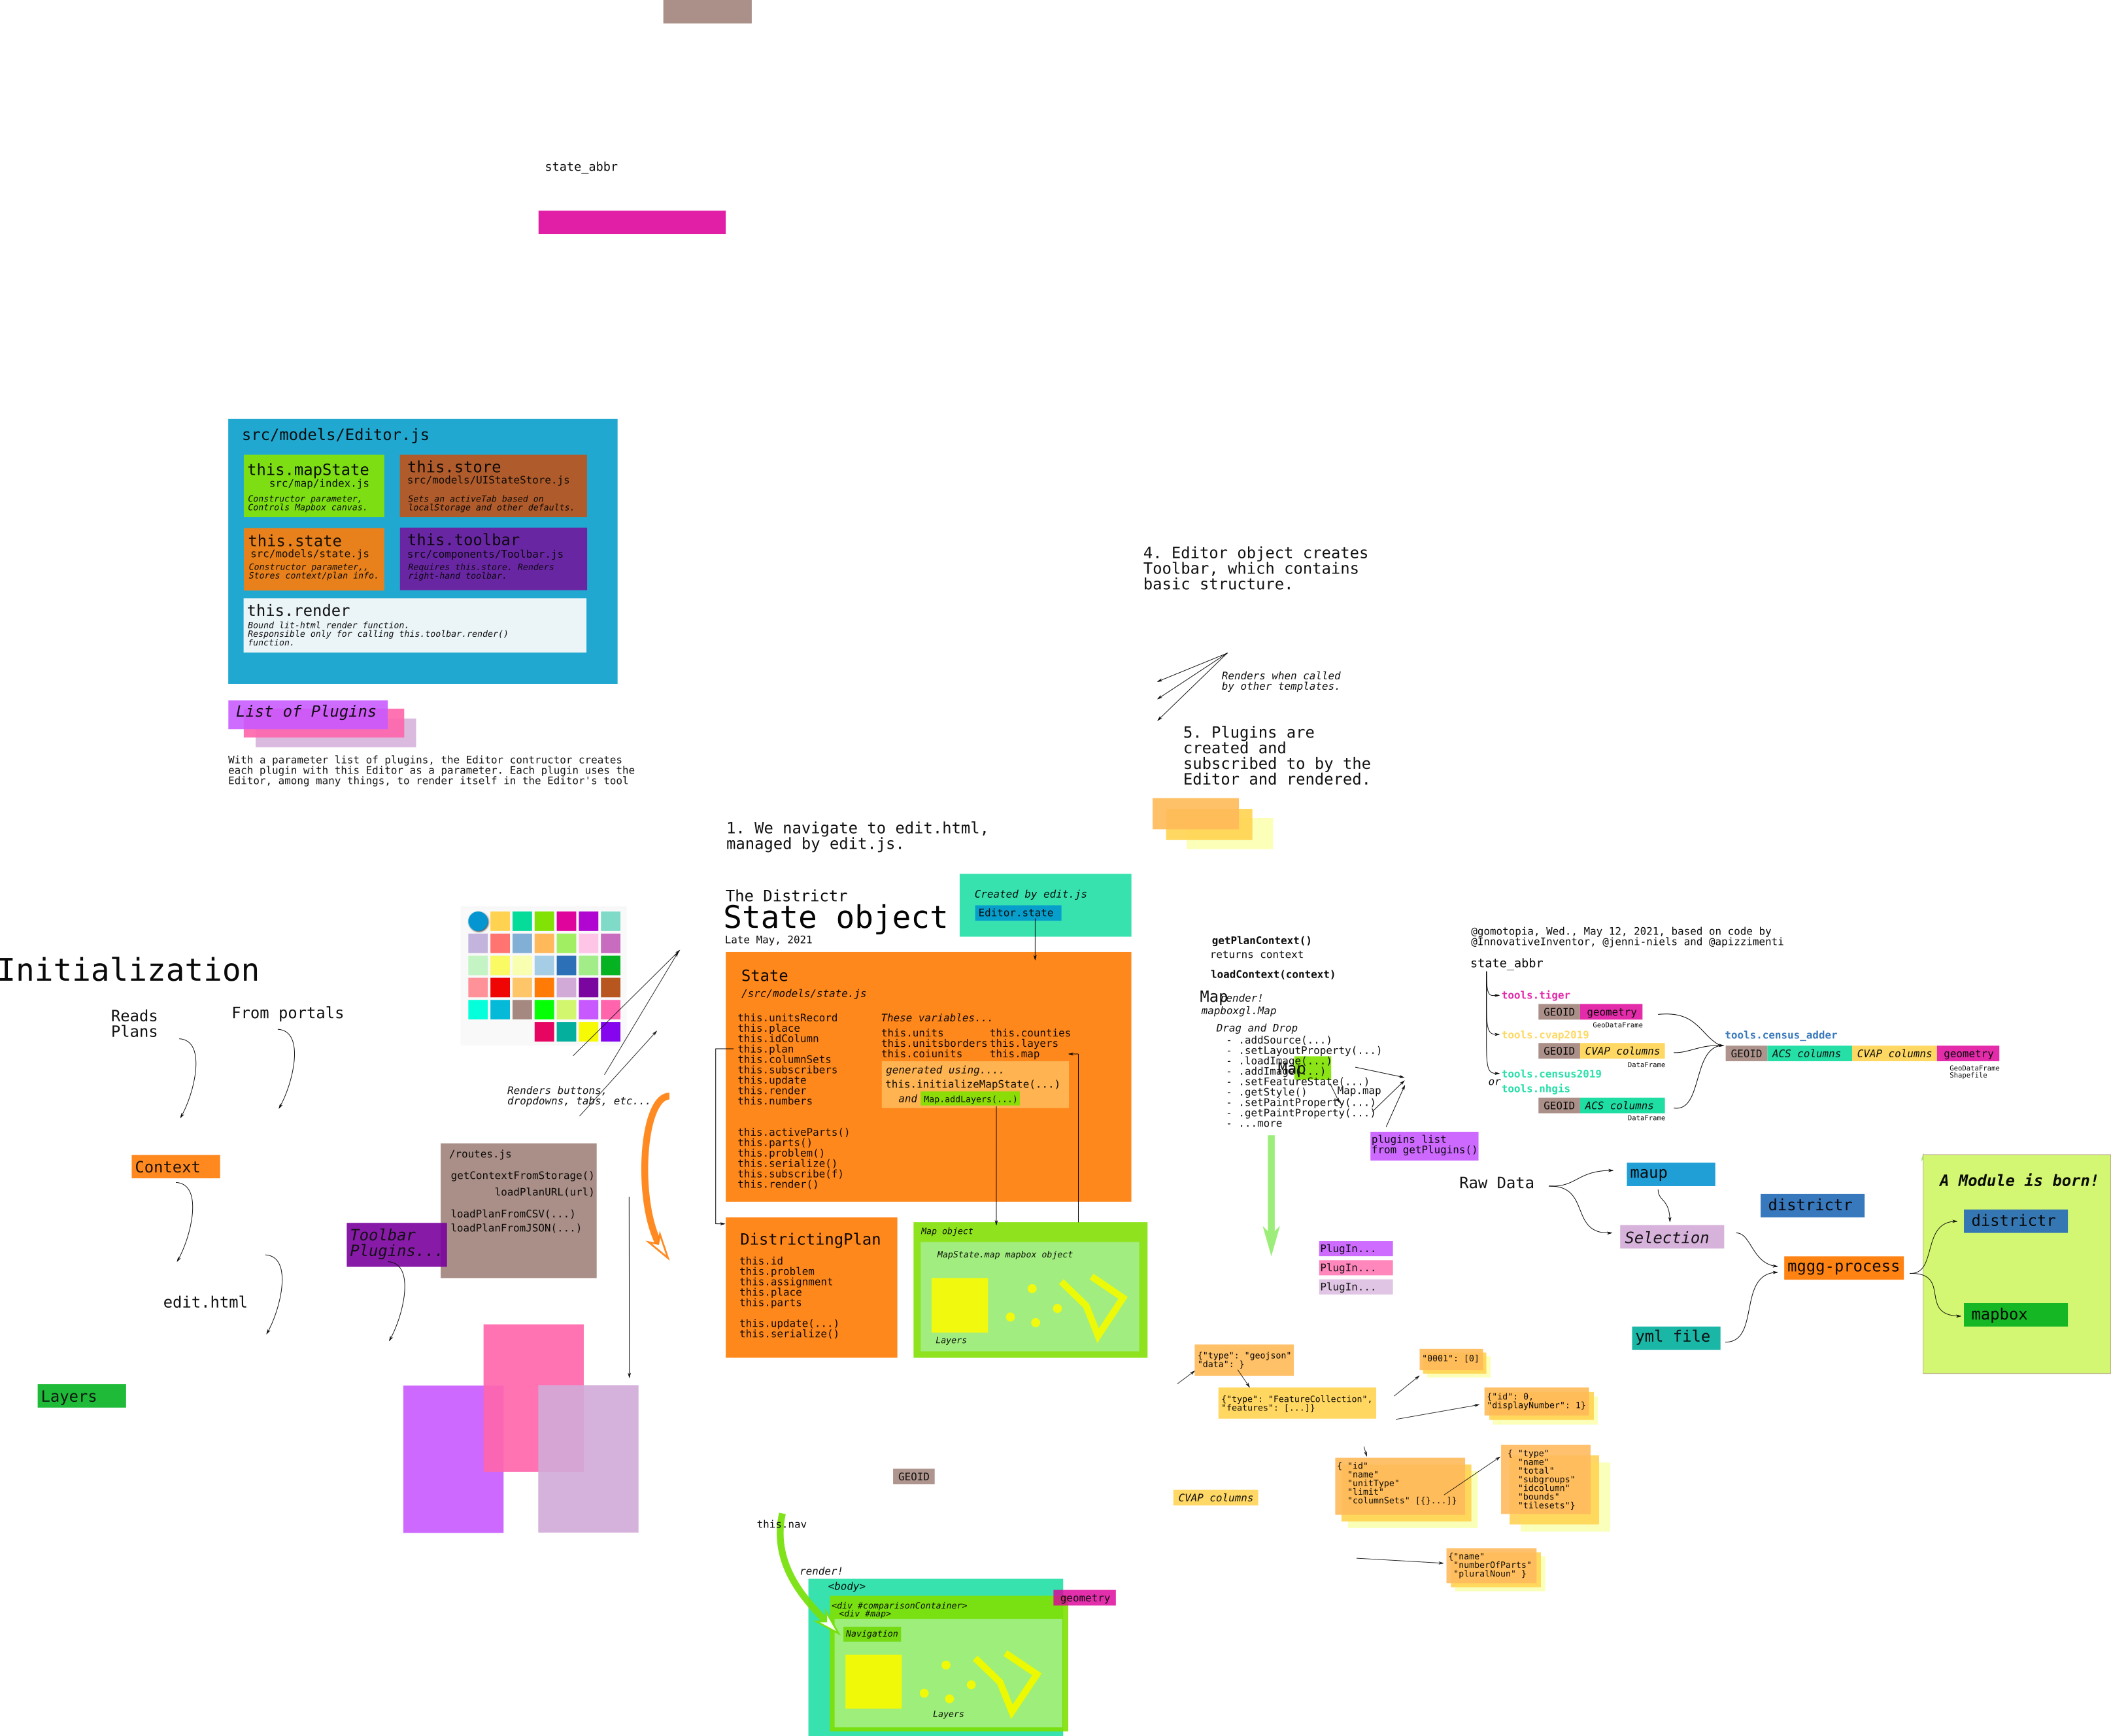 state_abbr
src/models/Editor.js
this.mapState
src/map/index.js
Constructor parameter,
Controls Mapbox canvas.
this.store
src/models/UIStateStore.js
Sets an activeTab based on
localStorage and other defaults.
this.state
src/models/state.js
Constructor parameter,,
Stores context/plan info.
this.toolbar
src/components/Toolbar.js
Requires this.store. Renders
right-hand toolbar.
this.render
Bound lit-html render function.
Responsible only for calling this.toolbar.render()
function.
List of Plugins
With a parameter list of plugins, the Editor contructor creates
each plugin with this Editor as a parameter. Each plugin uses the
Editor, among many things, to render itself in the Editor's tool
4. Editor object creates
Toolbar, which contains
basic structure.
Renders when called
by other templates.
5. Plugins are
created and
subscribed to by the
Editor and rendered.
1. We navigate to edit.html,
managed by edit.js.
Initialization
Reads
Plans
From portals
Context
edit.html
Layers
Renders buttons,
dropdowns, tabs, etc...
/routes.js
getContextFromStorage()
loadPlanURL(url)
loadPlanFromCSV(...)
loadPlanFromJSON(...)
Toolbar
Plugins...
The Districtr
State object
Late May, 2021
Created by edit.js
Editor.state
State
/src/models/state.js
this.unitsRecord
this.place
this.idColumn
this.plan
this.columnSets
this.subscribers
this.update
this.render
this.numbers
this.activeParts()
this.parts()
this.problem()
this.serialize()
this.subscribe(f)
this.render()
These variables...
this.units
this.unitsborders
this.coiunits
this.counties
this.layers
this.map
generated using....
this.initializeMapState(...)
and Map.addLayers(...)
DistrictingPlan
this.id
this.problem
this.assignment
this.place
this.parts
this.update(...)
this.serialize()
Map object
MapState.map mapbox object
Layers
GEOID
this.nav
render!
<body>
<div #comparisonContainer>
<div #map>
Navigation
Layers
geometry
getPlanContext()
returns context
loadContext(context)
Map
render!
mapboxgl.Map
Drag and Drop
- .addSource(...)
- .setLayoutProperty(...)
- .loadImage(...)
- .addImage(...)
- .setFeatureState(...)
- .getStyle()
- .setPaintProperty(...)
- .getPaintProperty(...)
- ...more
Map
Map.map
plugins list
from getPlugins()
PlugIn...
PlugIn...
PlugIn...
{"type": "geojson"
"data": }
{"type": "FeatureCollection",
"features": [...]}
"0001": [0]
{"id": 0,
"displayNumber": 1}
{ "id"
"name"
"unitType"
"limit"
"columnSets" [{}...]}
{ "type"
"name"
"total"
"subgroups"
"idcolumn"
"bounds"
"tilesets"}
{"name"
"numberOfParts"
"pluralNoun" }
CVAP columns
@gomotopia, Wed., May 12, 2021, based on code by
@InnovativeInventor, @jenni-niels and @apizzimenti
state_abbr
tools.tiger
GEOID geometry
GeoDataFrame
tools.cvap2019
GEOID CVAP columns
DataFrame
tools.census2019
or
tools.nhgis
GEOID ACS columns
DataFrame
tools.census_adder
GEOID ACS columns CVAP columns geometry
GeoDataFrame
Shapefile
Raw Data
maup
Selection
yml file
districtr
mggg-process
A Module is born!
districtr
mapbox